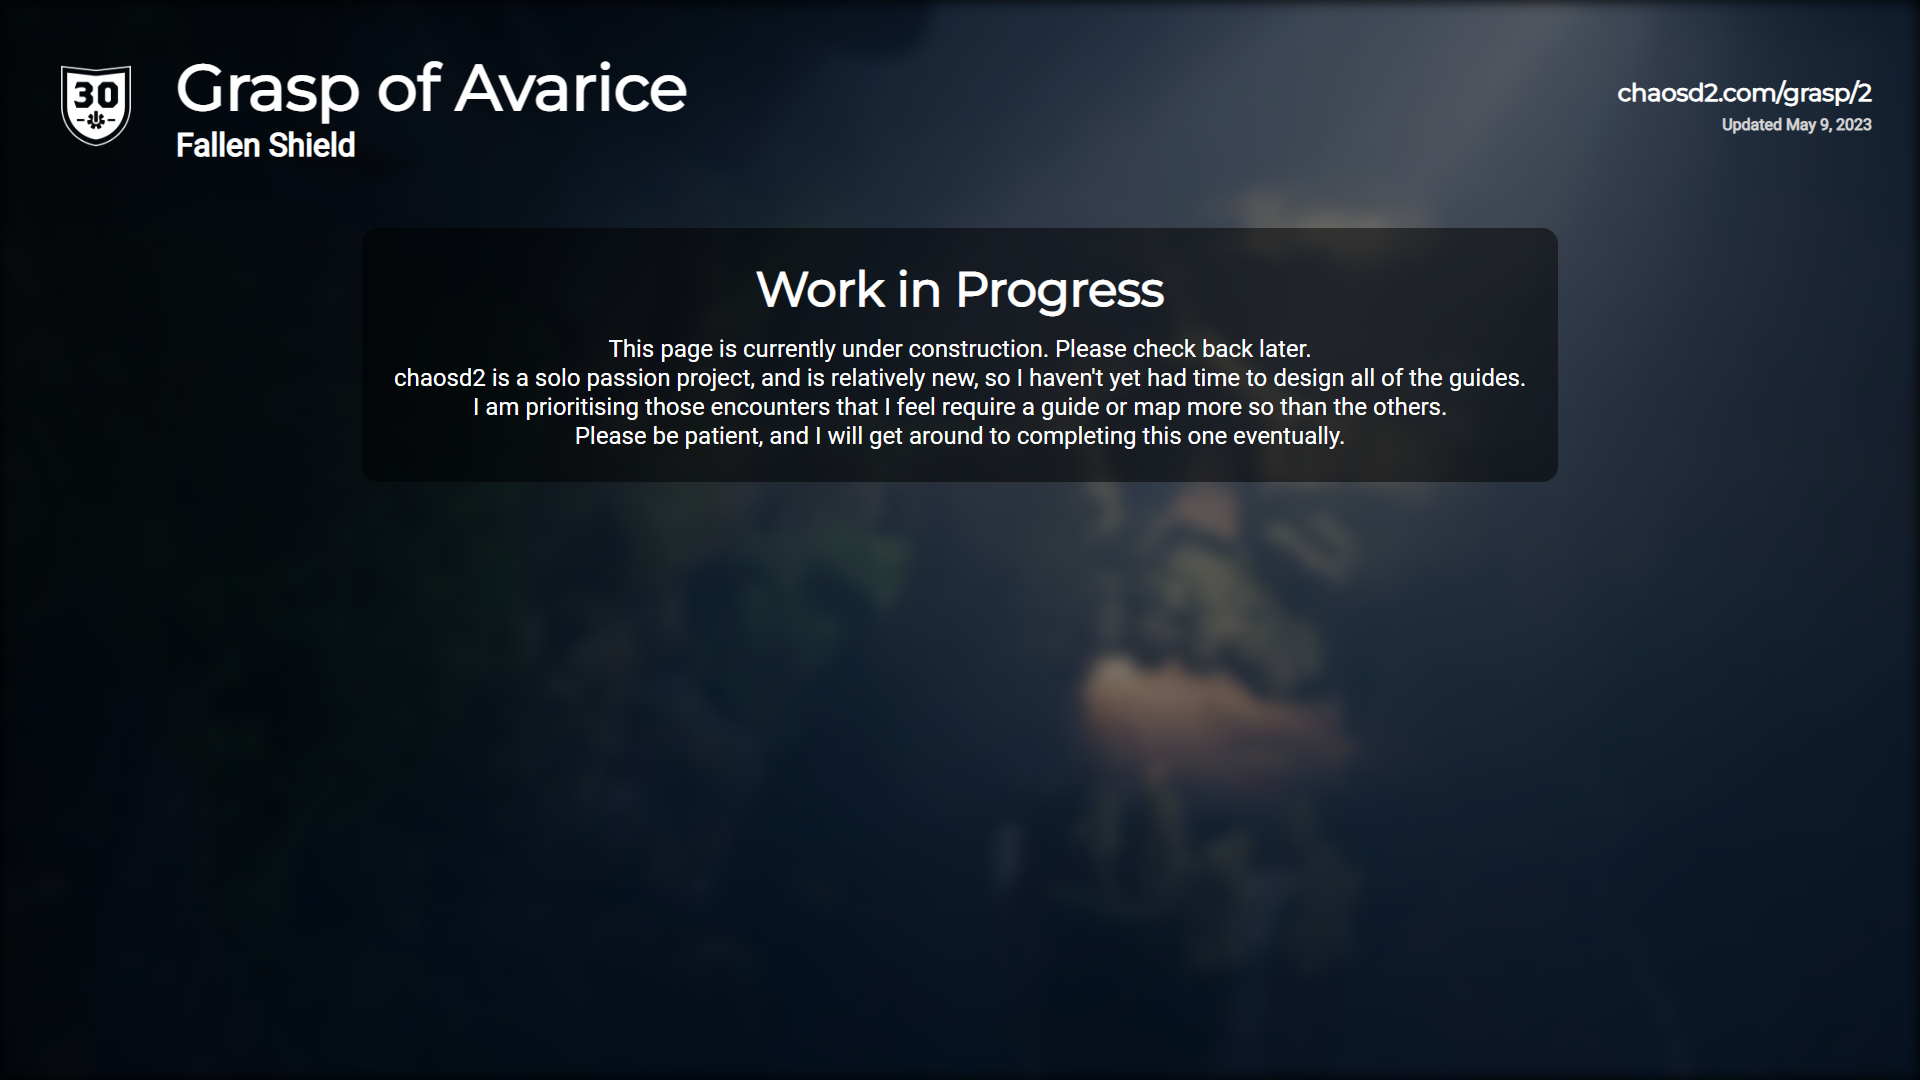 30
Grasp of Avarice
Fallen Shield
chaosd2.com/grasp/2
Updated May 9, 2023
Work in Progress
This page is currently under construction. Please check back later.
chaosd2 is a solo passion project, and is relatively new, so I haven't yet had time to design all of the guides.
I am prioritising those encounters that I feel require a guide or map more so than the others.
Please be patient, and I will get around to completing this one eventually.